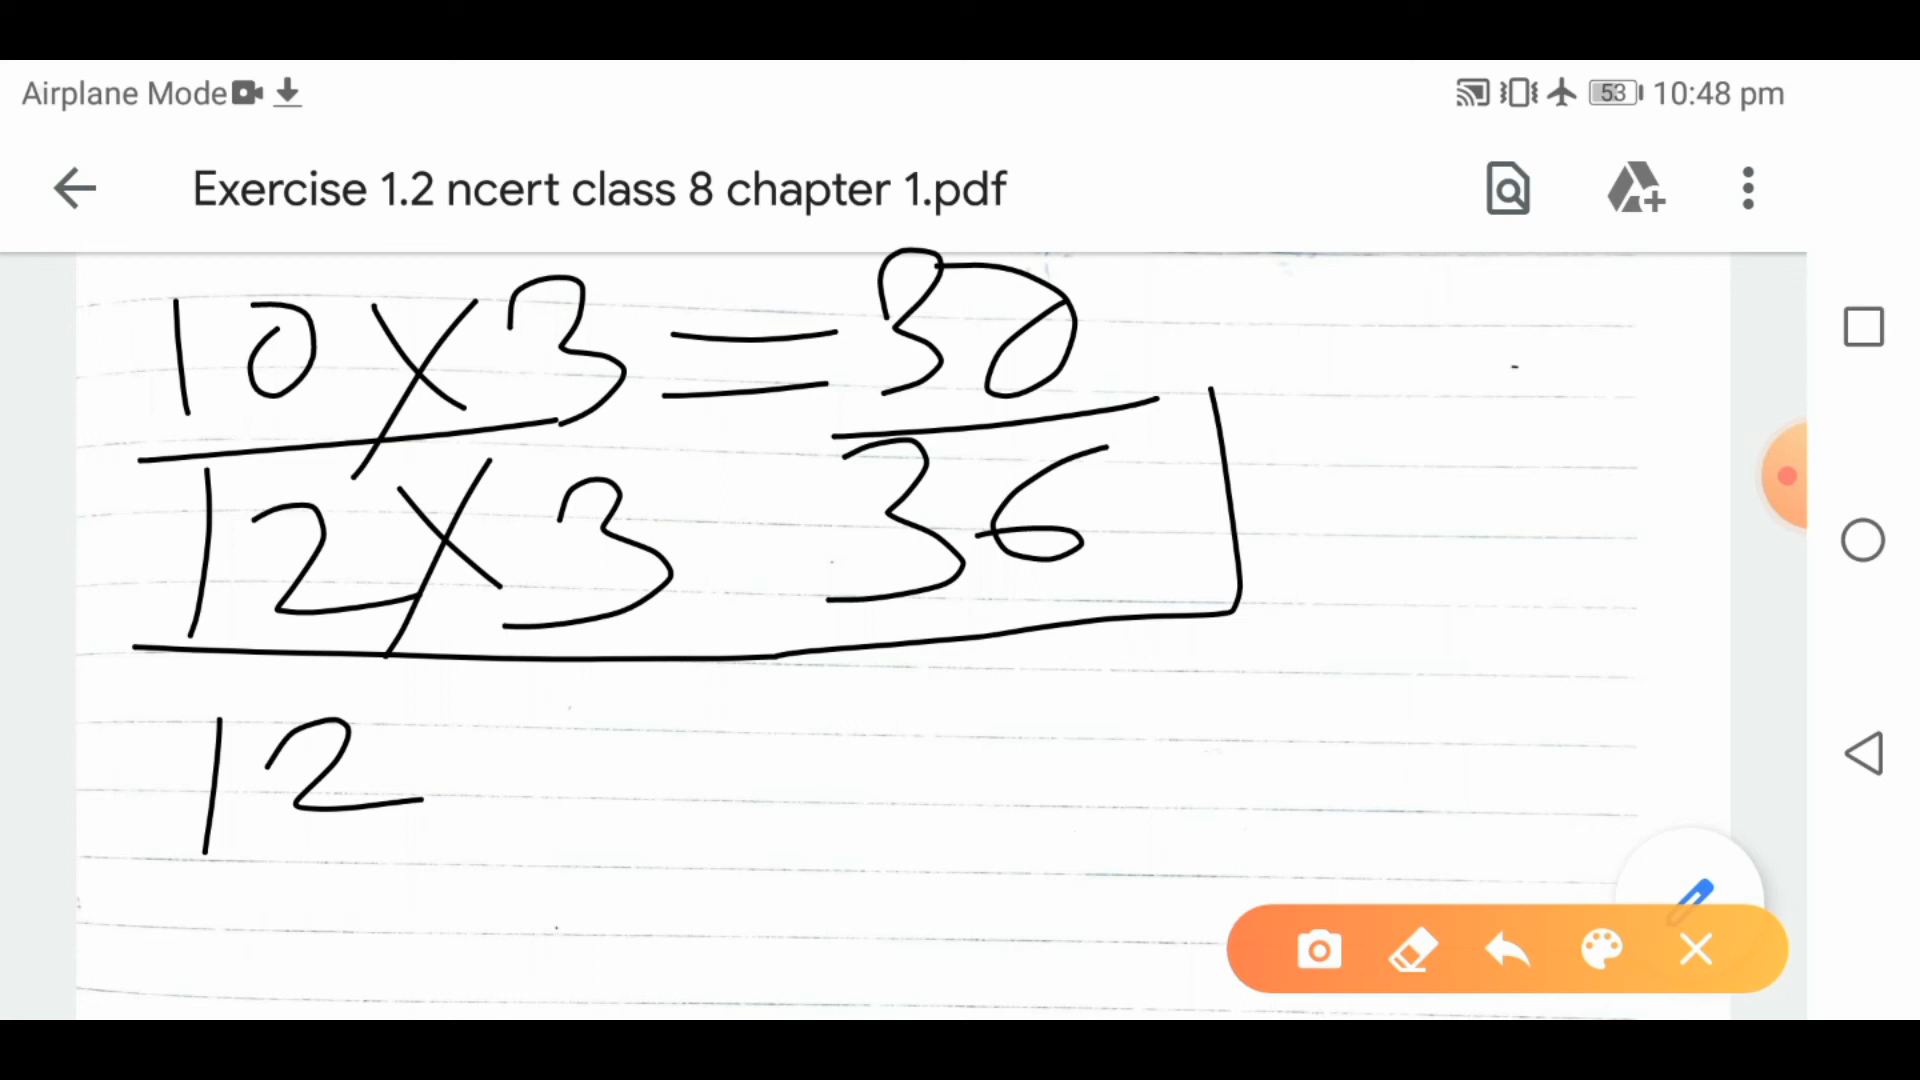 Airplane Mode 53 10:48 pm
Exercise 1.2 ncert class 8 chapter 1.pdf
10 X 3 = 30
12 X 3 36
12